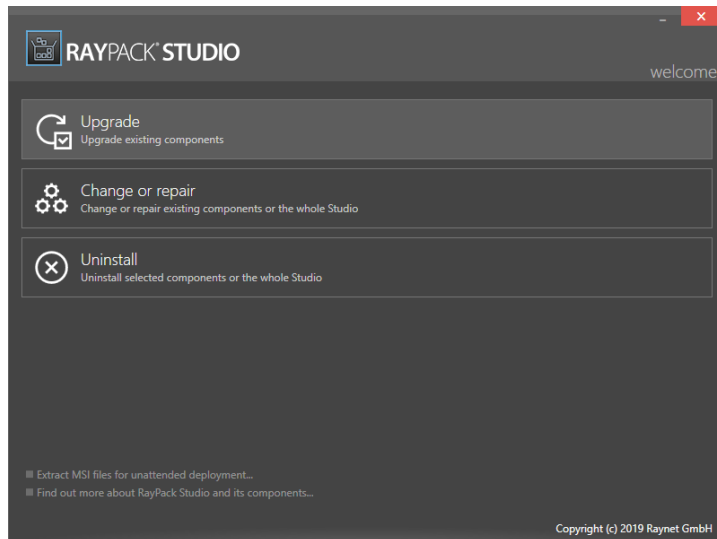 RAYPACK® STUDIO
welcome
Upgrade
Upgrade existing components
Change or repair
Change or repair existing components or the whole Studio
Uninstall
Uninstall selected components or the whole Studio
Extract MSI files for unattended deployment...
Find out more about RayPack Studio and its components...
Copyright (c) 2019 Raynet GmbH